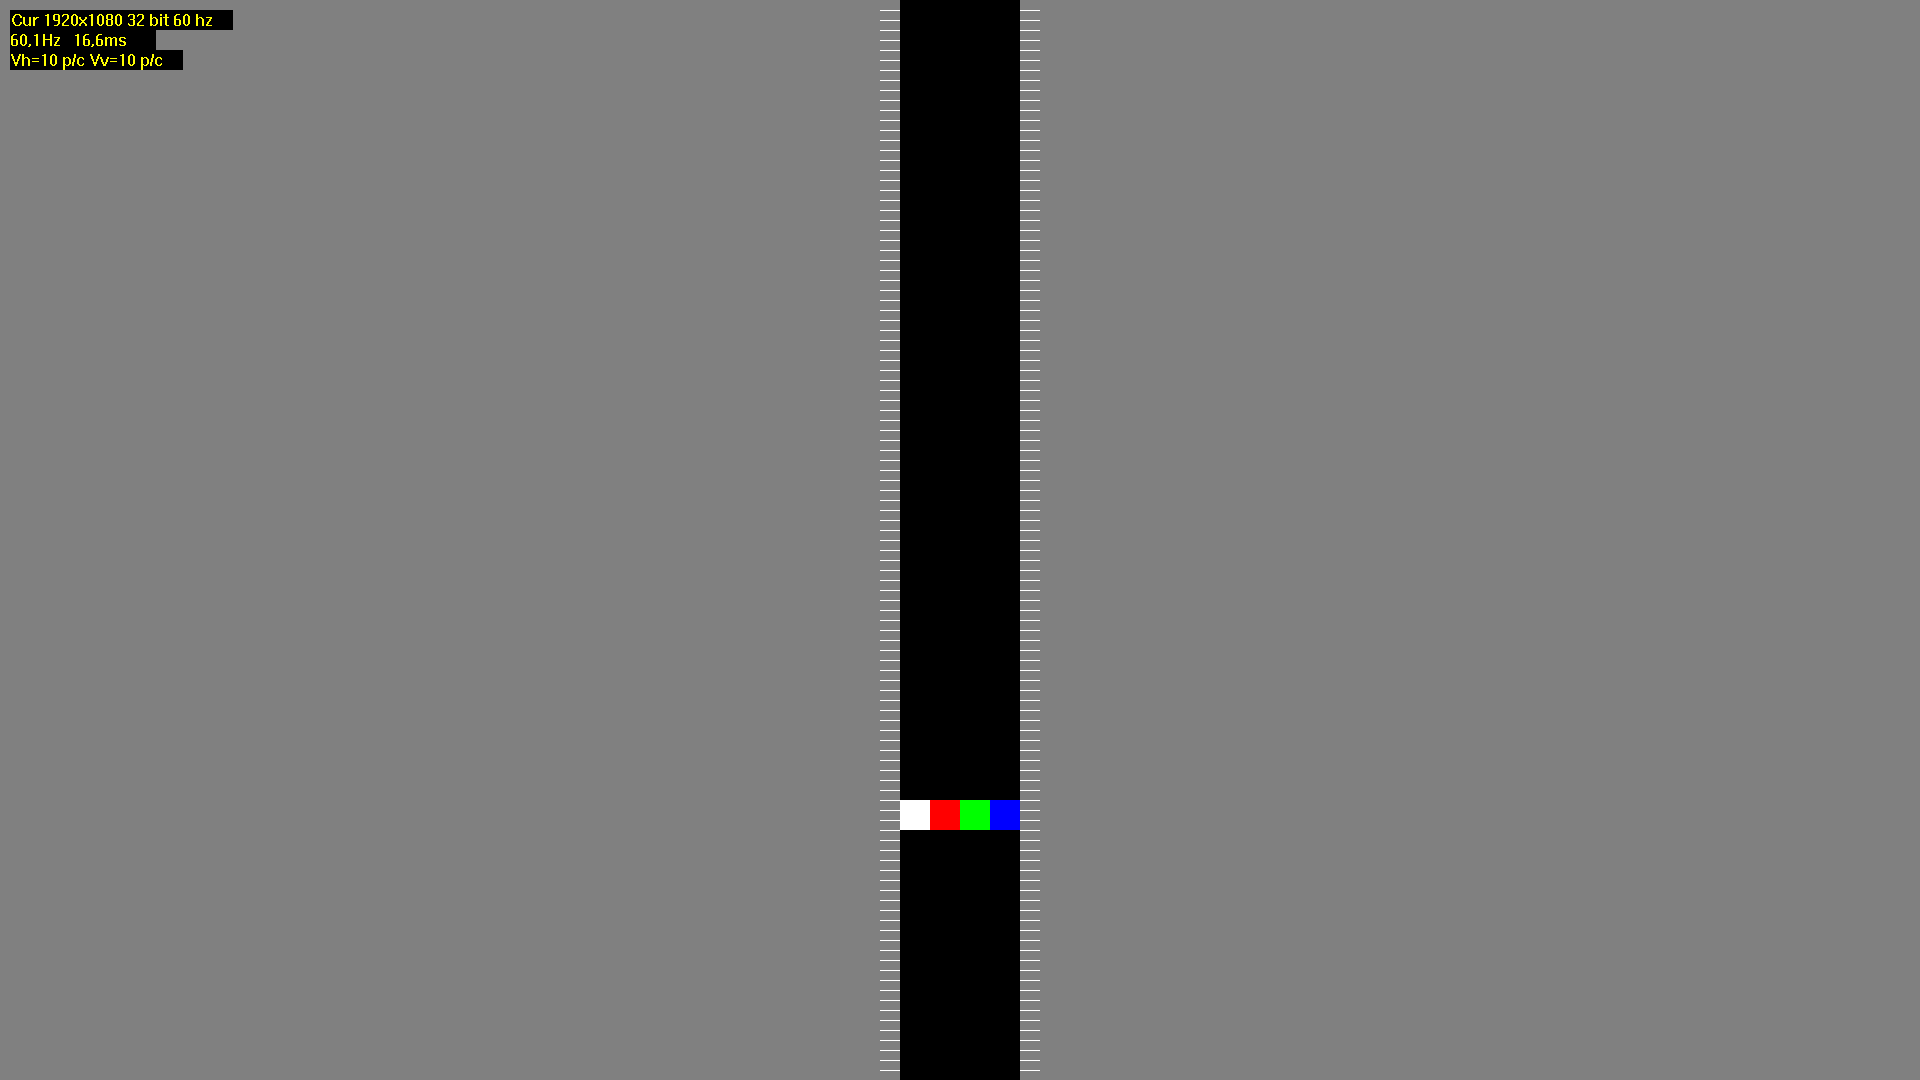 Cur 1920x1080 32 bit 60 hz
60,1Hz 16,6ms
Vh=10 p/c Vv=10 p/c